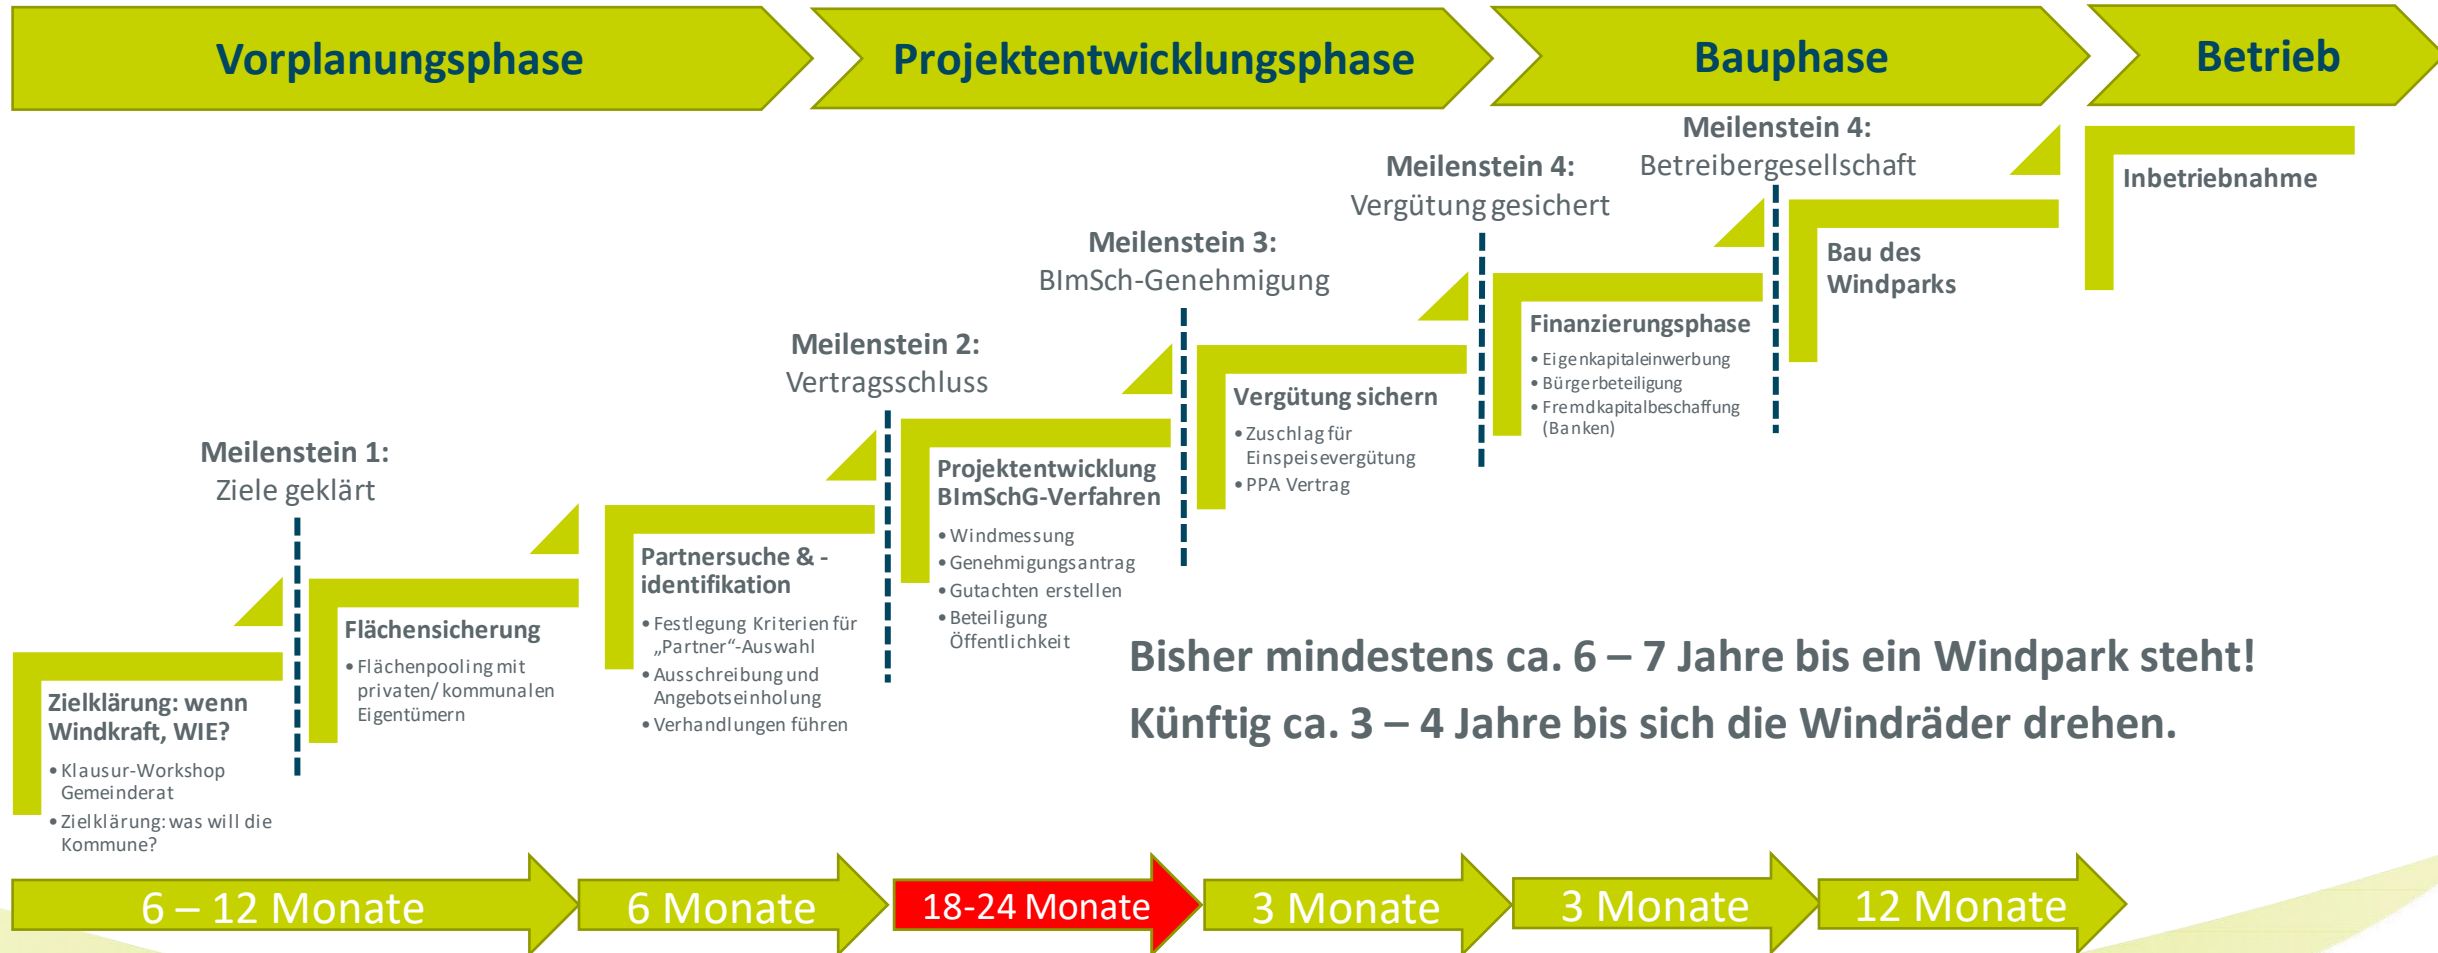 Vorplanungsphase
Projektentwicklungsphase
Bauphase
Betrieb
Zielklärung: wenn
Windkraft, WIE?
• Klausur-Workshop
Gemeinderat
• Zielklärung: was will die
Kommune?
Meilenstein 1:
Ziele geklärt
Flächensicherung
• Flächenpooling mit
privaten/ kommunalen
Eigentümern
Partnersuche & -
identifikation
• Festlegung Kriterien für
„Partner“-Auswahl
• Ausschreibung und
Angebotseinholung
• Verhandlungen führen
Meilenstein 2:
Vertragsschluss
Projektentwicklung
BImSchG-Verfahren
• Windmessung
• Genehmigungsantrag
• Gutachten erstellen
• Beteiligung
Öffentlichkeit
Meilenstein 3:
BImSch-Genehmigung
Vergütung sichern
• Zuschlag für
Einspeisevergütung
• PPA Vertrag
Meilenstein 4:
Vergütung gesichert
Finanzierungsphase
• Eigenkapitaleinwerbung
• Bürgerbeteiligung
• Fremdkapitalbeschaffung
(Banken)
Meilenstein 4:
Betreibergesellschaft
Bau des
Windparks
Inbetriebnahme
Bisher mindestens ca. 6 – 7 Jahre bis ein Windpark steht!
Künftig ca. 3 – 4 Jahre bis sich die Windräder drehen.
6 – 12 Monate
6 Monate
18-24 Monate
3 Monate
3 Monate
12 Monate